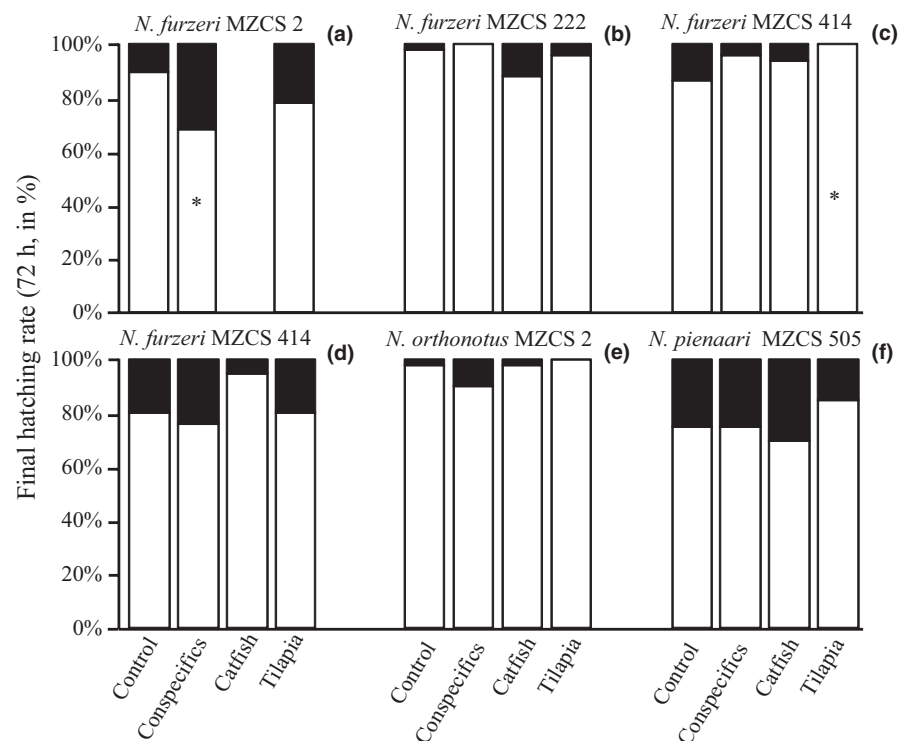 N. furzeri MZCS 2 (a)
N. furzeri MZCS 222 (b)
N. furzeri MZCS 414 (c)
Final hatching rate (72 h, in %)
100%
80%
60%
40%
20%
0%
*
*
N. furzeri MZCS 414 (d)
N. orthonotus MZCS 2 (e)
N. pienaari MZCS 505 (f)
100%
80%
60%
40%
20%
0%
Control Conspecifics Catfish Tilapia
Control Conspecifics Catfish Tilapia
Control Conspecifics Catfish Tilapia